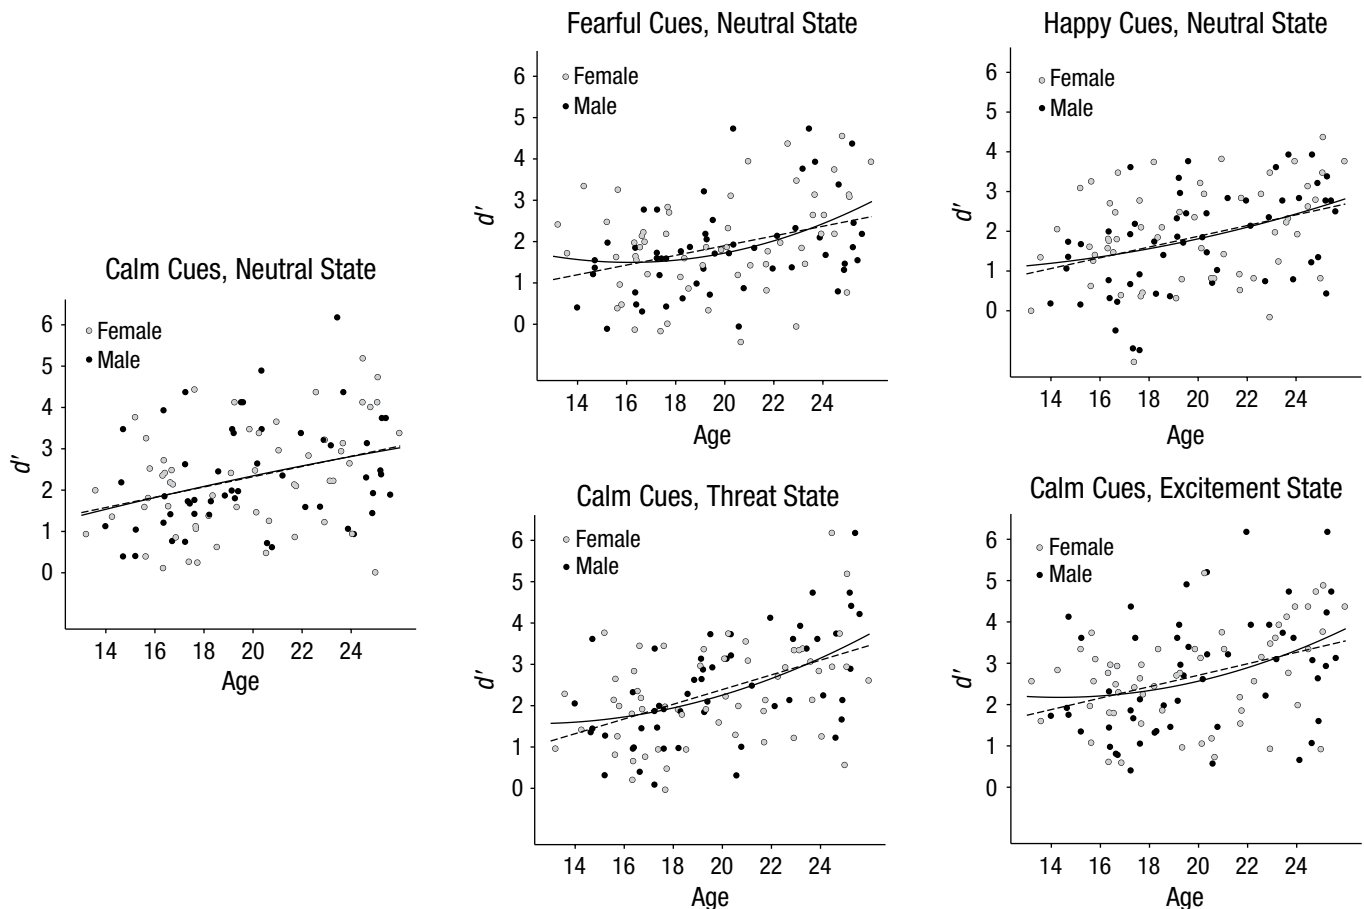 Calm Cues, Neutral State
Female
Male
d′
6
5
4
3
2
1
0
14 16 18 20 22 24
Age
Fearful Cues, Neutral State
Female
Male
d′
6
5
4
3
2
1
0
14 16 18 20 22 24
Age
Happy Cues, Neutral State
Female
Male
d′
6
5
4
3
2
1
0
14 16 18 20 22 24
Age
Calm Cues, Threat State
Female
Male
d′
6
5
4
3
2
1
0
14 16 18 20 22 24
Age
Calm Cues, Excitement State
Female
Male
d′
6
5
4
3
2
1
0
14 16 18 20 22 24
Age